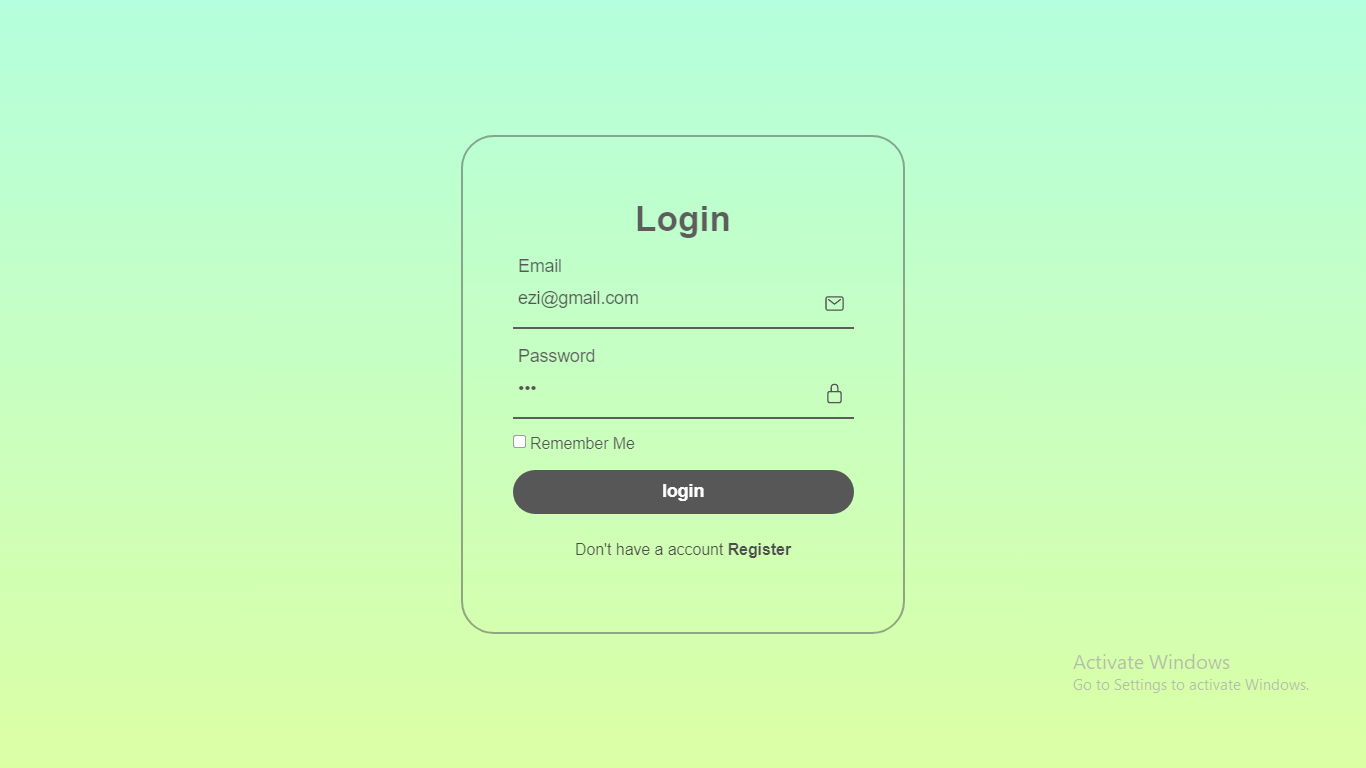 Login
Email
ezi@gmail.com
Password
•••
Remember Me
login
Don't have a account Register
Activate Windows
Go to Settings to activate Windows.